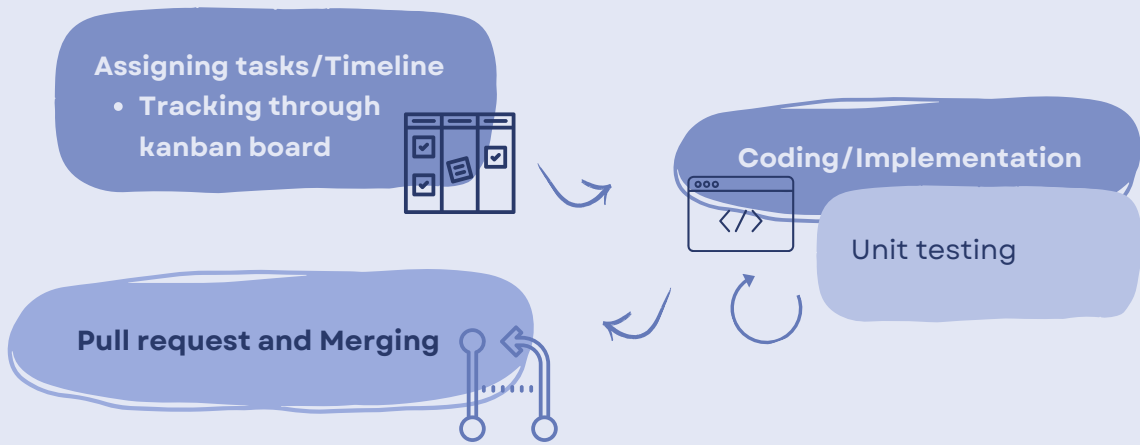 Assigning tasks/Timeline
• Tracking through
kanban board
Coding/Implementation
</>
Unit testing
Pull request and Merging